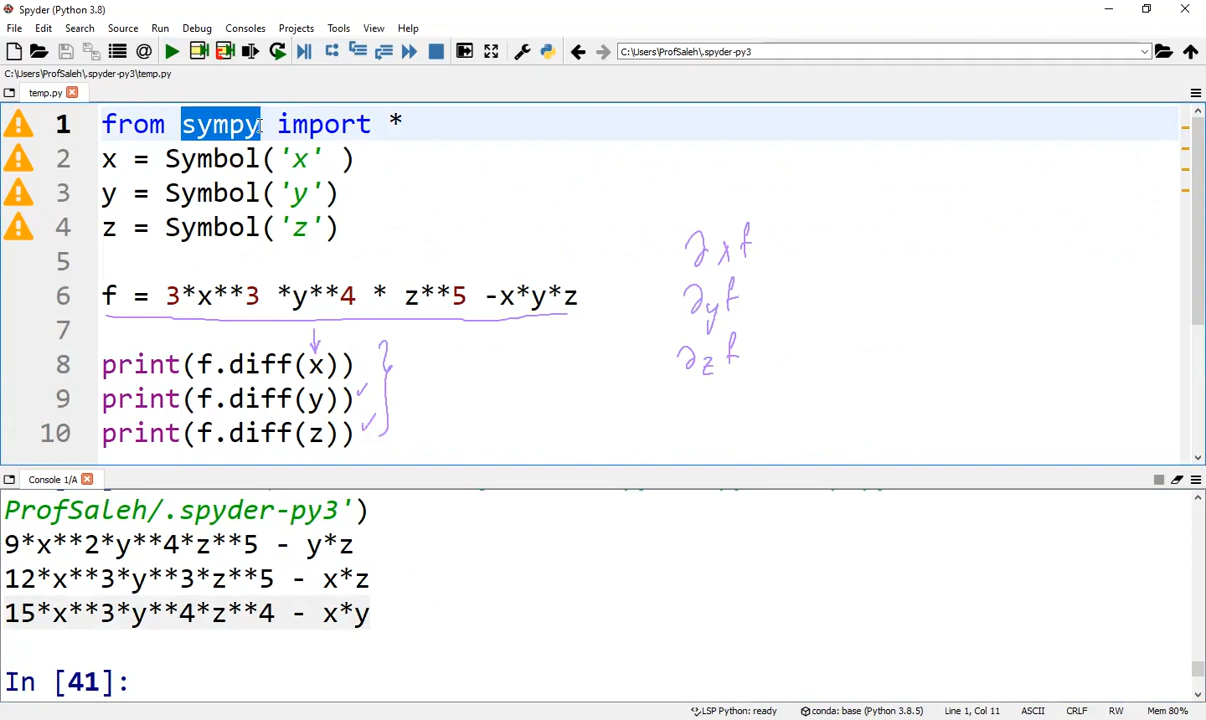 Spyder (Python 3.8)
File Edit Search Source Run Debug Consoles Projects Tools View Help
C:\Users\ProfSaleh\.spyder-py3
C:\Users\ProfSaleh\.spyder-py3\temp.py
temp.py
1 from sympy import *
2 x = Symbol('x' )
3 y = Symbol('y')
4 z = Symbol('z')
5
6 f = 3*x**3 *y**4 * z**5 -x*y*z
7
8 print(f.diff(x))
9 print(f.diff(y))
10 print(f.diff(z))
∂xf
∂yf
∂zf
Console 1/A
ProfSaleh/.spyder-py3')
9*x**2*y**4*z**5 - y*z
12*x**3*y**3*z**5 - x*z
15*x**3*y**4*z**4 - x*y
In [41]:
LSP Python: ready conda: base (Python 3.8.5) Line 1, Col 11 ASCII CRLF RW Mem 80%